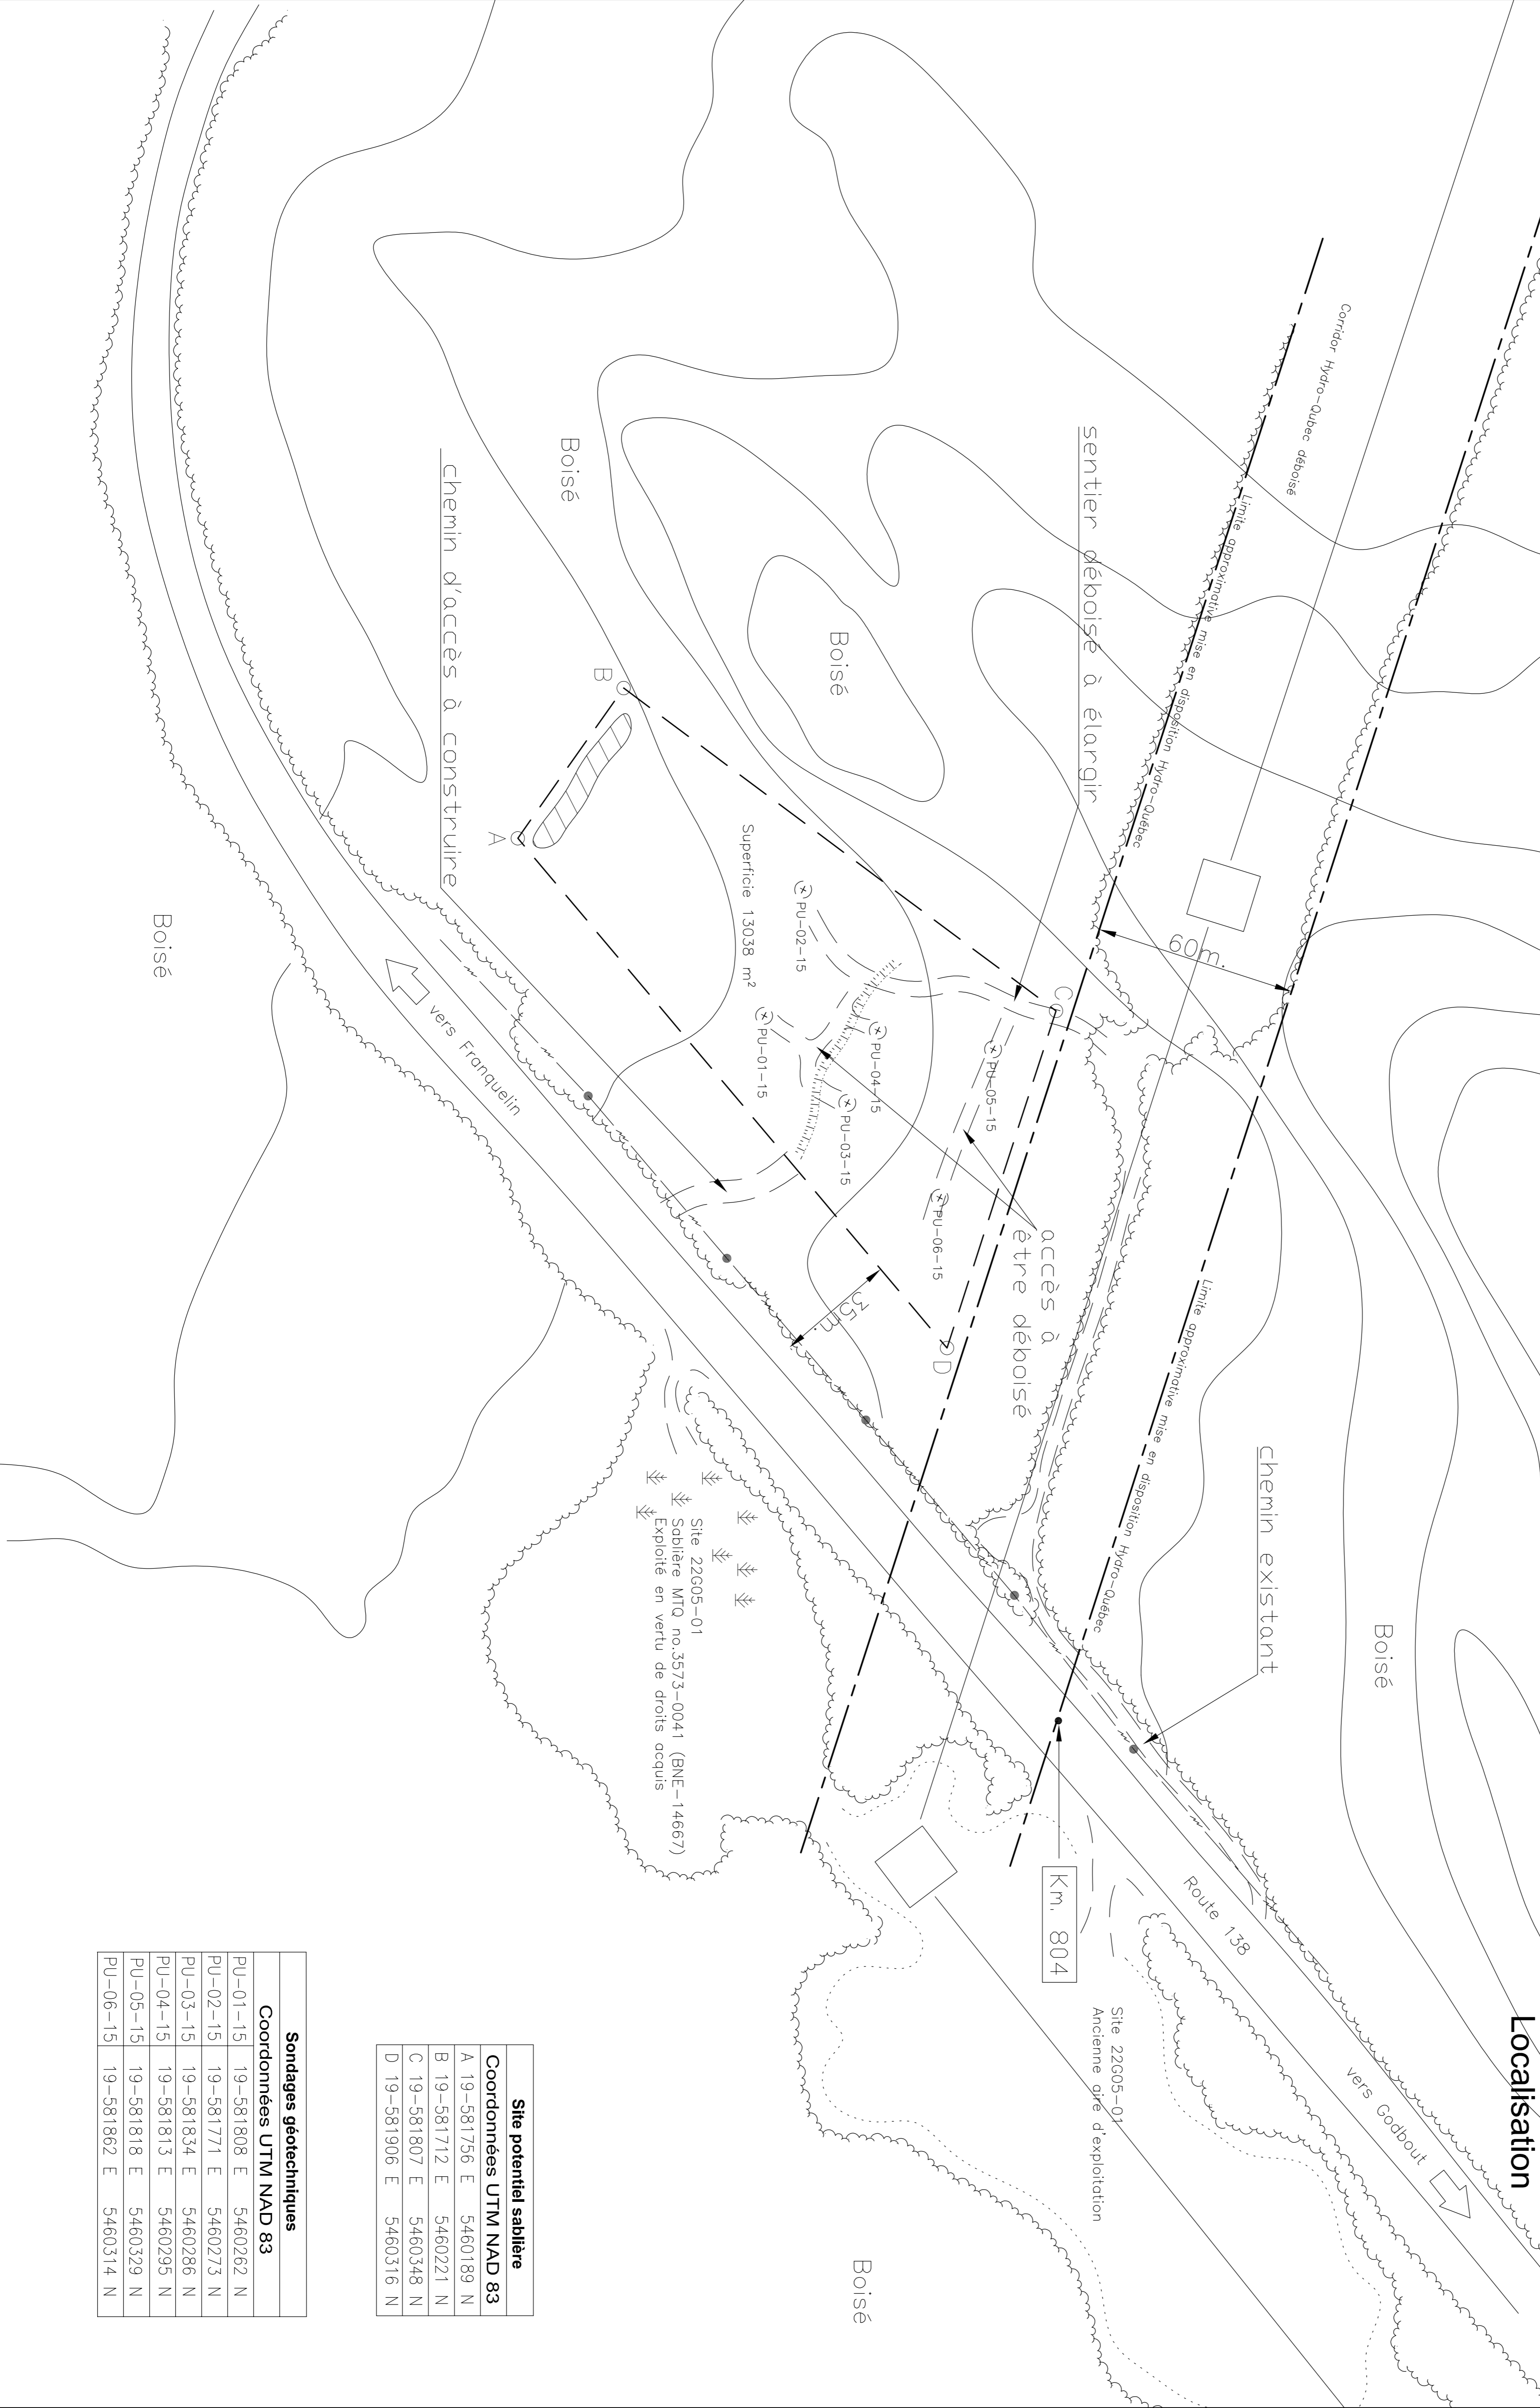 Localisation
Corridor Hydro-Qubec déboisé
Limite approximative mise en disposition Hydro-Québec
60m.
Limite approximative mise en disposition Hydro-Québec
chemin existant
Boisé
sentier déboisé à élargir
Boisé
Boisé
chemin d'accès à construire
B
A
C
D
Superficie 13038 m²
PU-02-15
PU-01-15
PU-04-15
PU-03-15
PU-05-15
PU-06-15
accès à
être déboisé
35m.
vers Franquelin
Boisé
Km. 804
Route 138
vers Godbout
Site 22G05-01
Ancienne aire d'exploitation
Site 22G05-01
Sablière MTQ no.3573-0041 (BNE-14667)
Exploité en vertu de droits acquis
Boisé
Site potentiel sablière
Coordonnées UTM NAD 83
A 19-581756 E 5460189 N
B 19-581712 E 5460221 N
C 19-581807 E 5460348 N
D 19-581906 E 5460316 N
Sondages géotechniques
Coordonnées UTM NAD 83
PU-01-15 19-581808 E 5460262 N
PU-02-15 19-581771 E 5460273 N
PU-03-15 19-581834 E 5460286 N
PU-04-15 19-581813 E 5460295 N
PU-05-15 19-581818 E 5460329 N
PU-06-15 19-581862 E 5460314 N